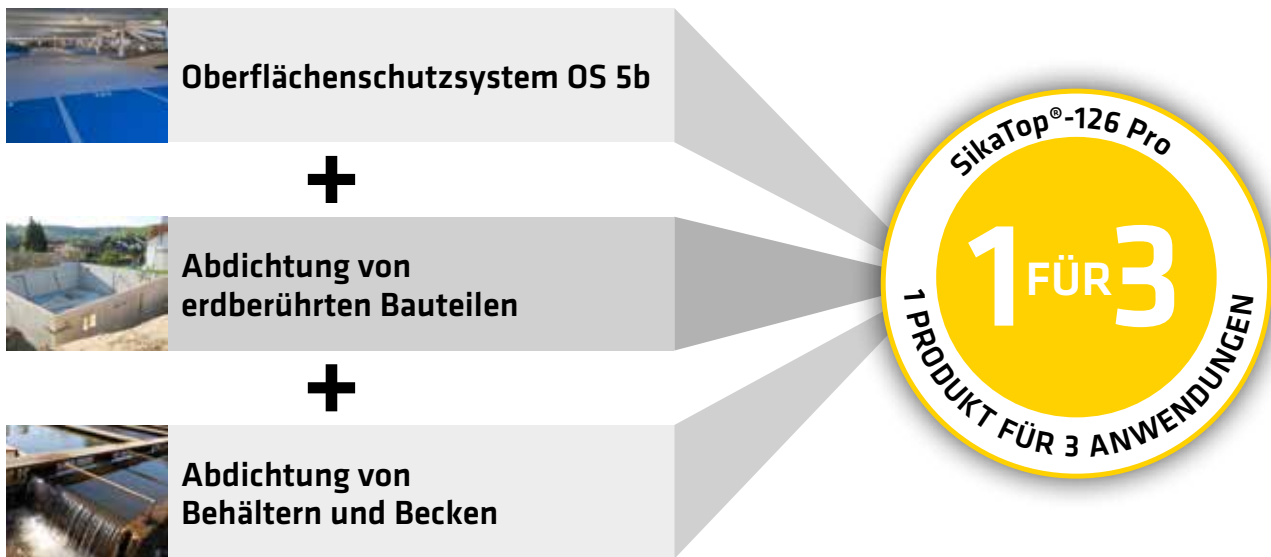 Oberflächenschutzsystem OS 5b
+
Abdichtung von
erdberührten Bauteilen
+
Abdichtung von
Behältern und Becken
SikaTop®-126 Pro
1 FÜR 3
1 PRODUKT FÜR 3 ANWENDUNGEN